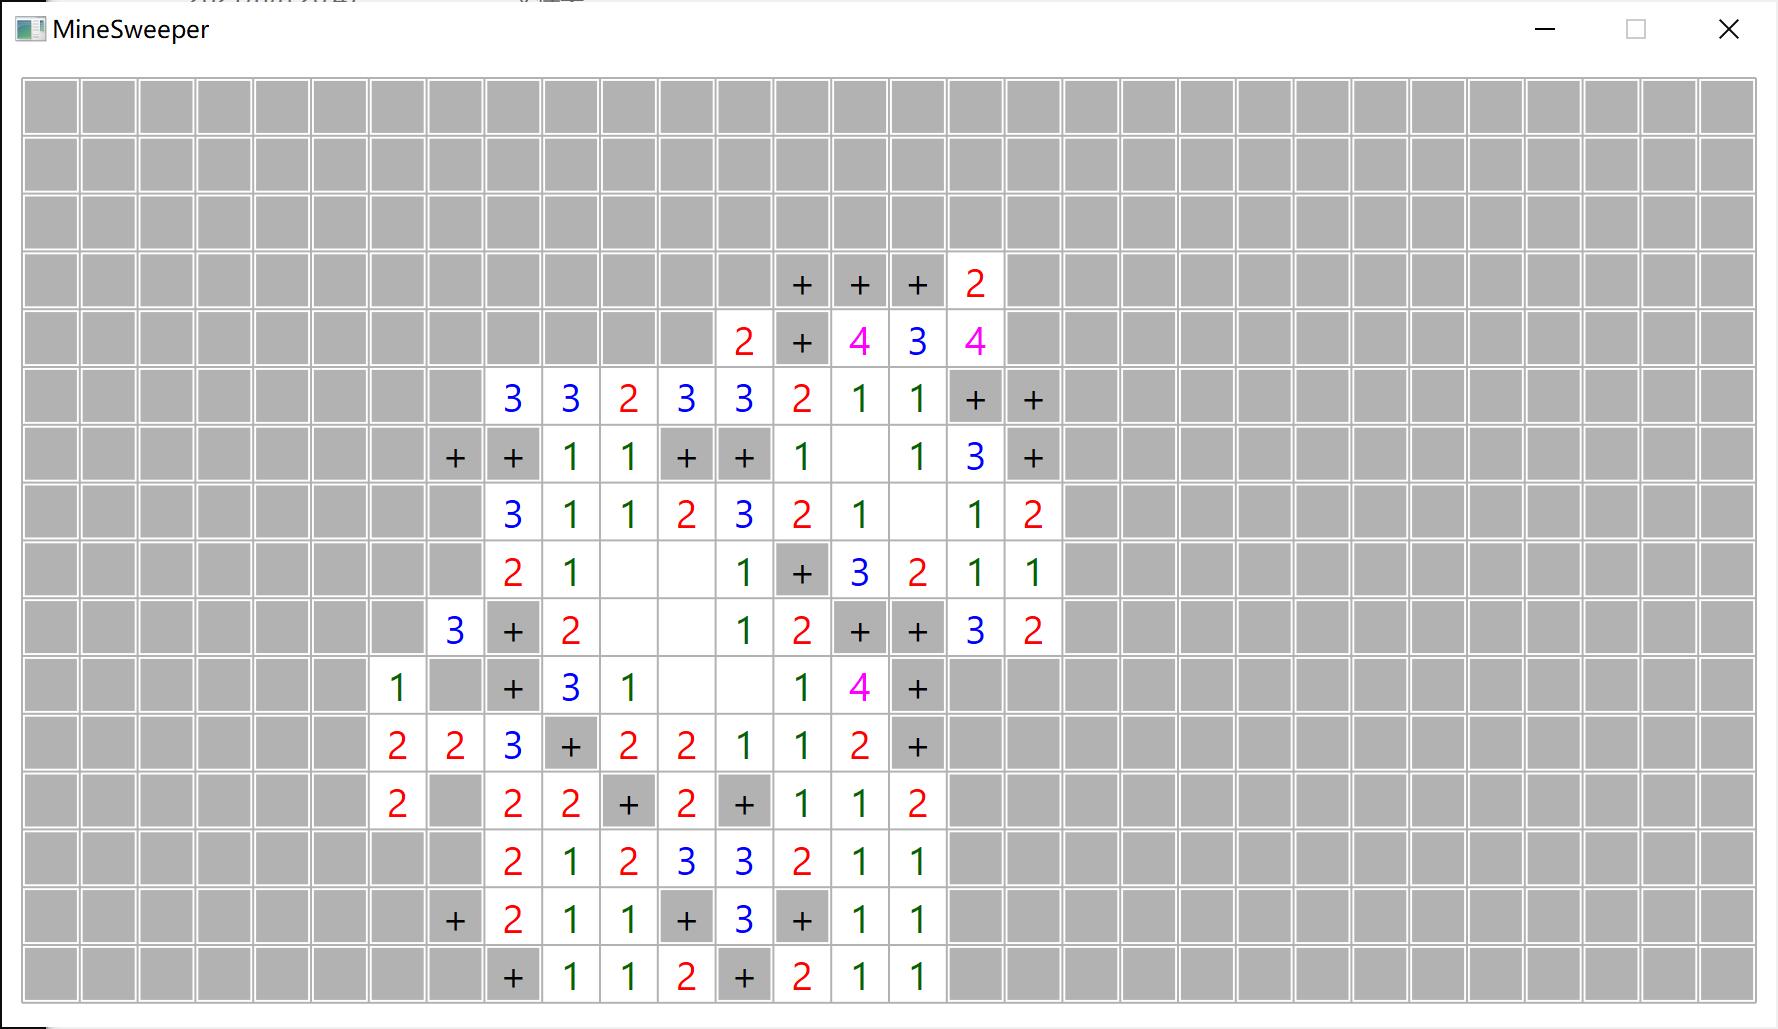 MineSweeper
+ + + 2
2 + 4 3 4
3 3 2 3 3 2 1 1 + +
+ + 1 1 + + 1 1 3 +
3 1 1 2 3 2 1 1 2
2 1 1 + 3 2 1 1
3 + 2 1 2 + + 3 2
1 + 3 1 1 4 +
2 2 3 + 2 2 1 1 2 +
2 2 2 + 2 + 1 1 2
2 1 2 3 3 2 1 1
+ 2 1 1 + 3 + 1 1
+ 1 1 2 + 2 1 1